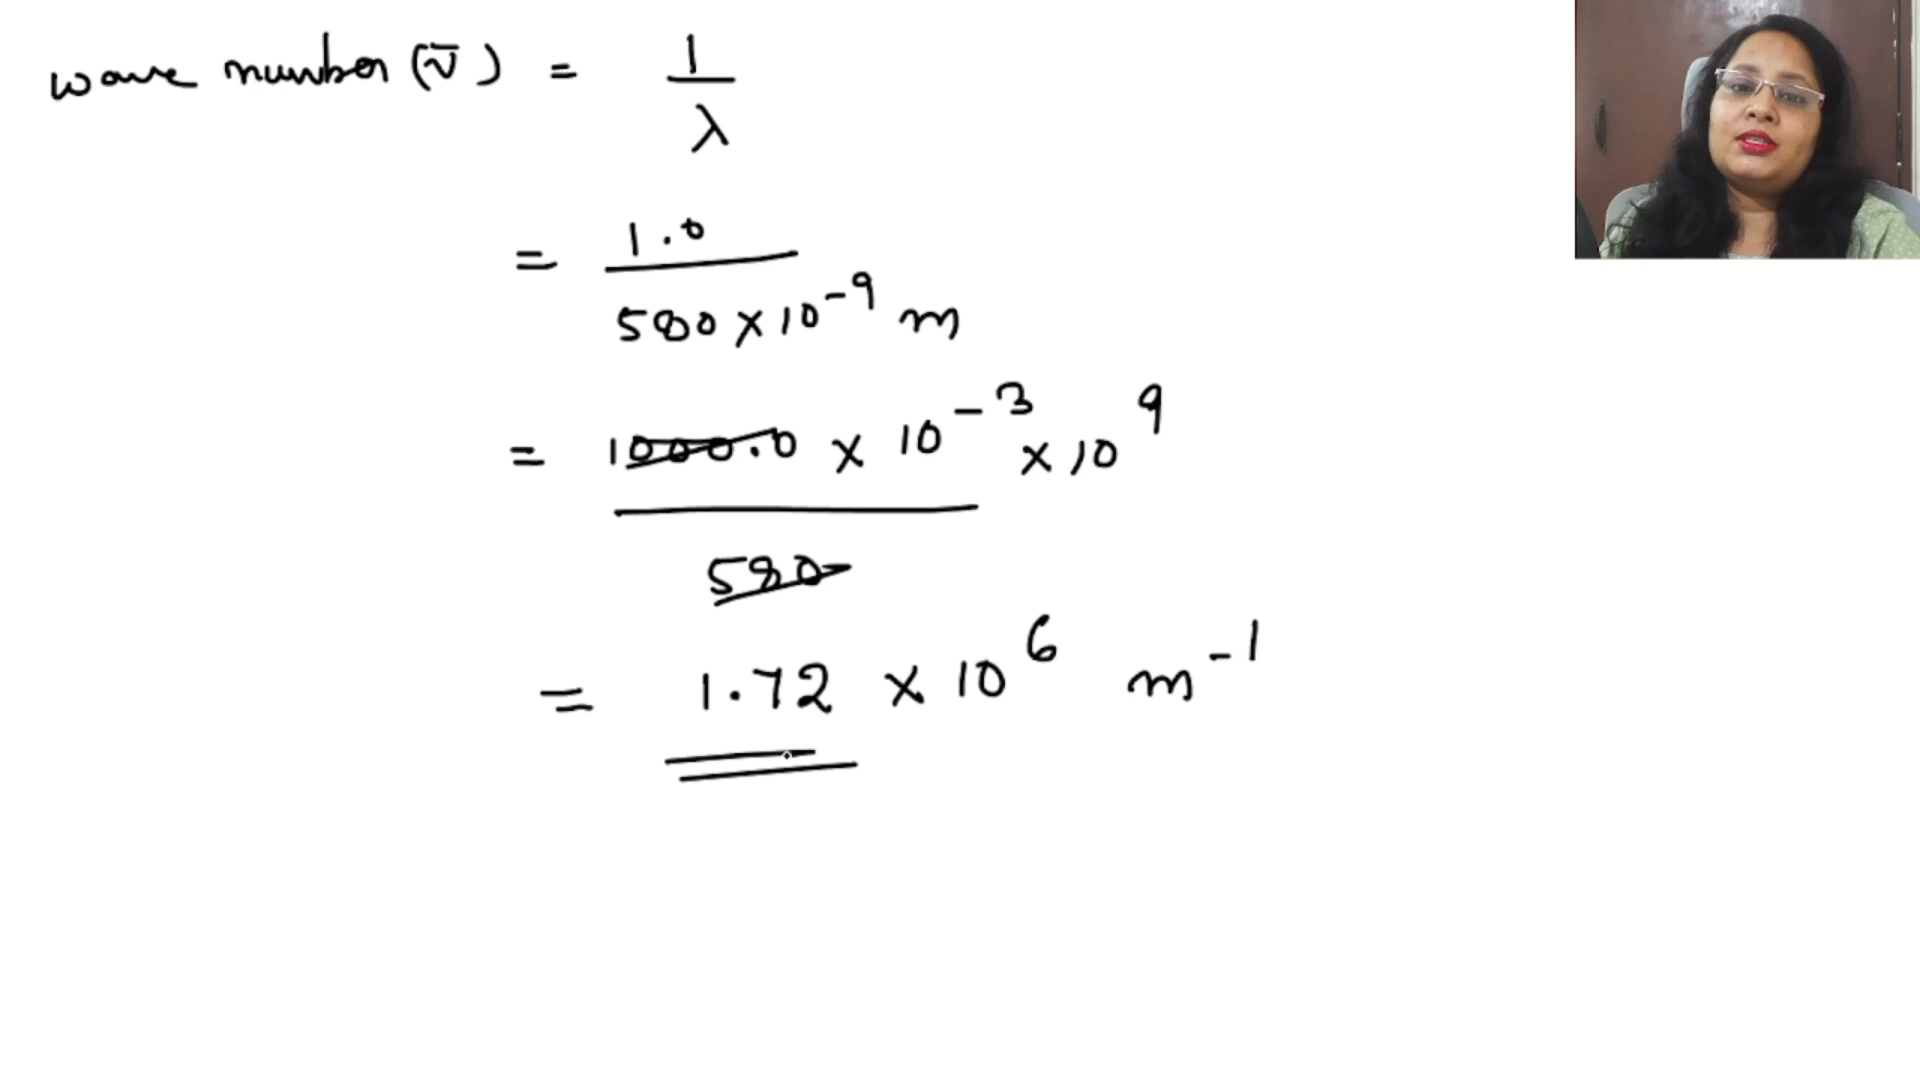 wave number (ν̄) = 1/λ
= 1.0 / 580 × 10⁻⁹ m
= 1000.0 × 10⁻³ / 580 × 10⁹
= 1.72 × 10⁶ m⁻¹